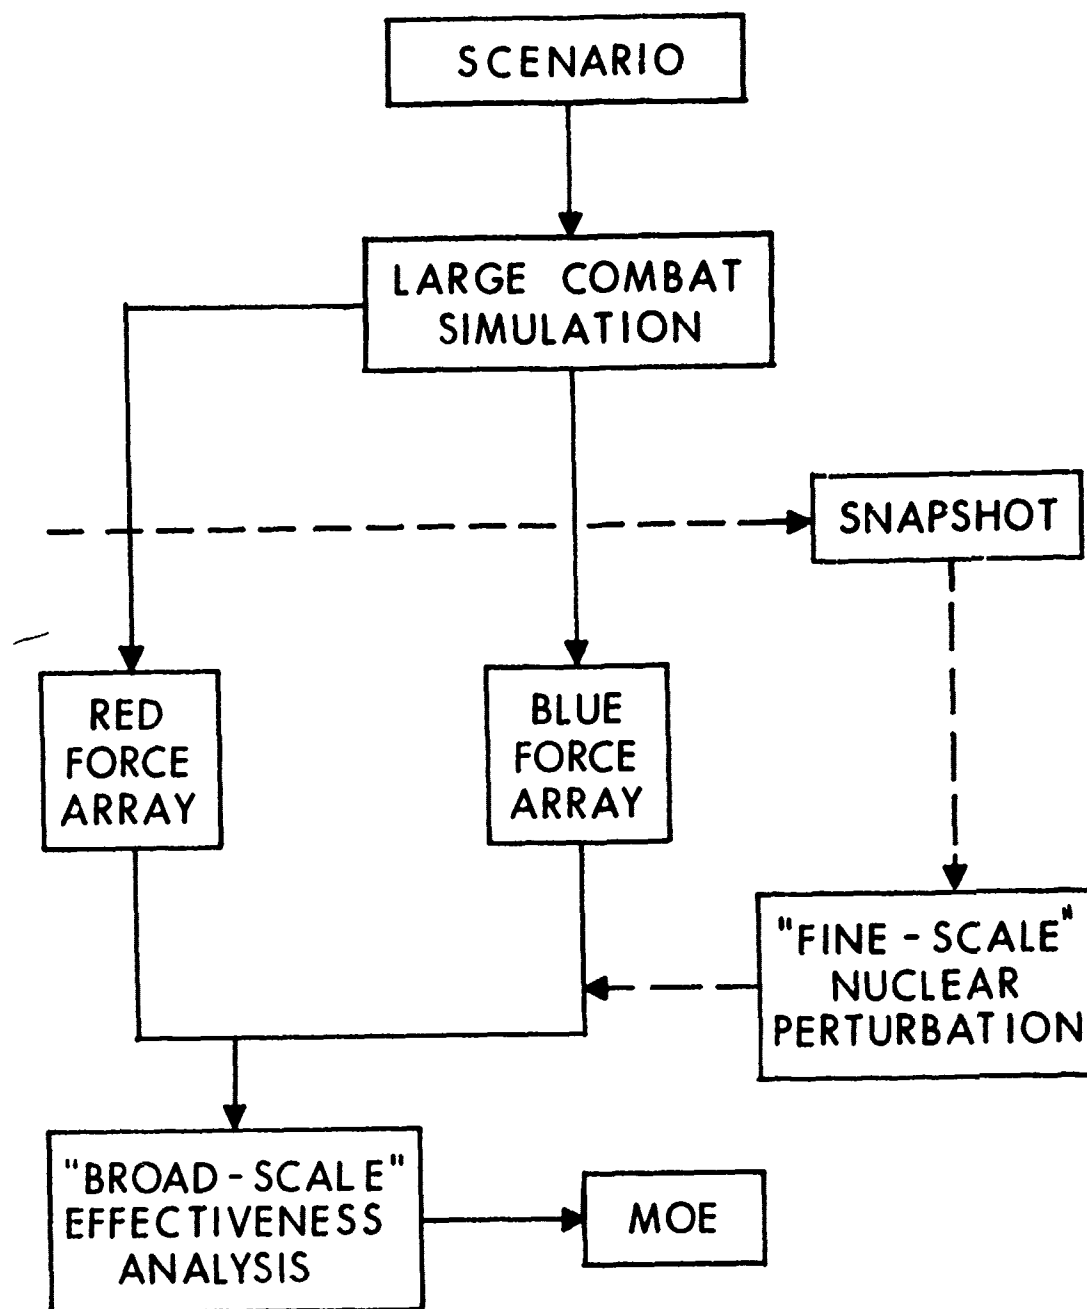 SCENARIO
LARGE COMBAT
SIMULATION
SNAPSHOT
RED
FORCE
ARRAY
BLUE
FORCE
ARRAY
"FINE - SCALE"
NUCLEAR
PERTURBATION
"BROAD - SCALE"
EFFECTIVENESS
ANALYSIS
MOE